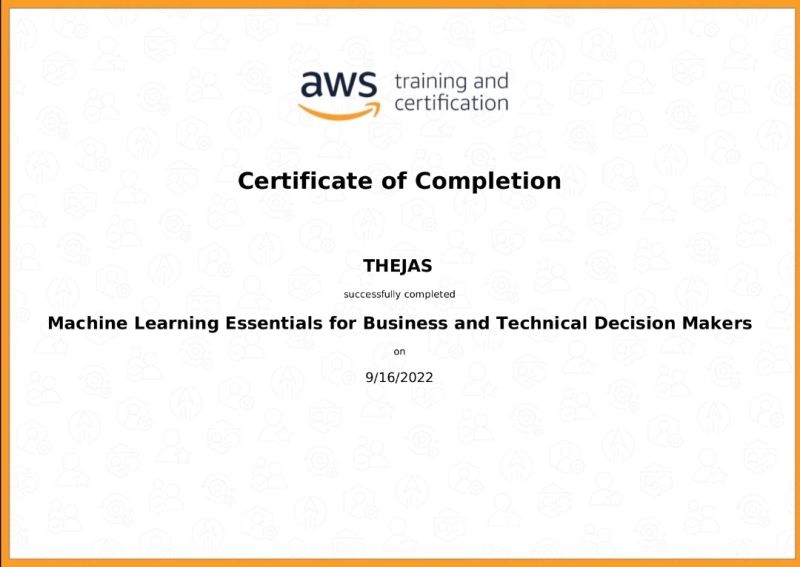 aws training and
certification
Certificate of Completion
THEJAS
successfully completed
Machine Learning Essentials for Business and Technical Decision Makers
on
9/16/2022